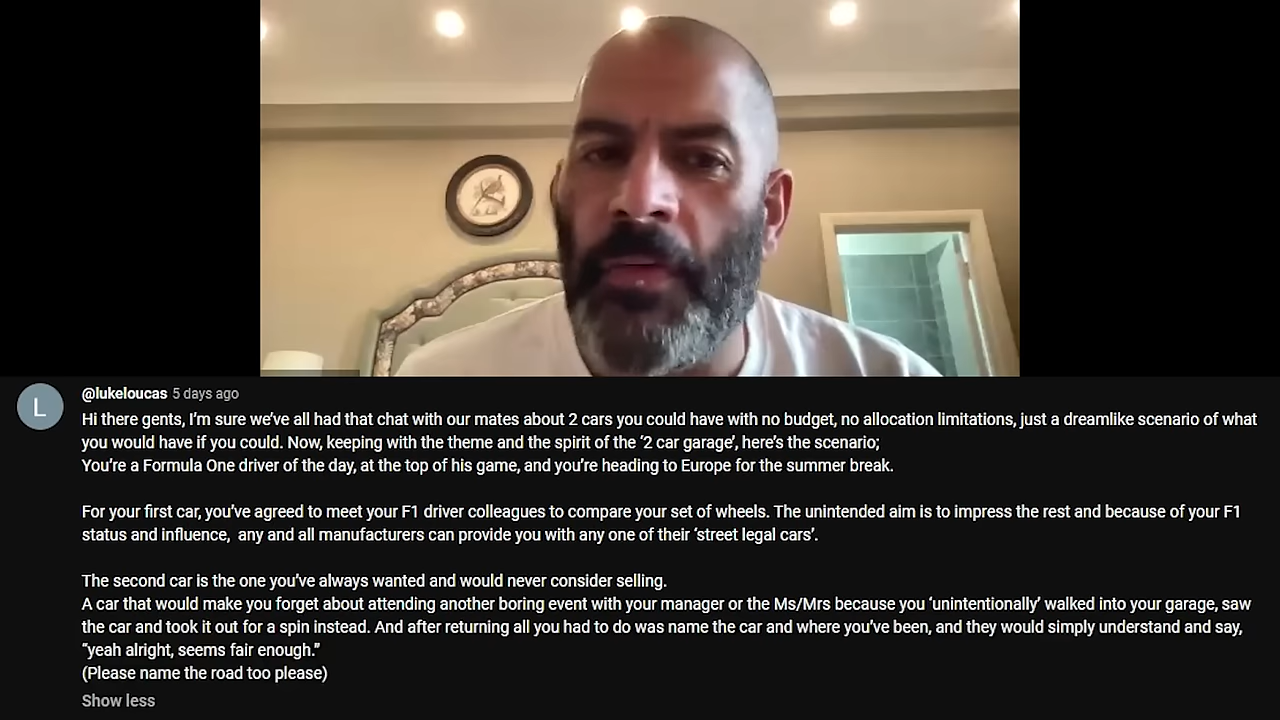 L
@lukeloucas 5 days ago
Hi there gents, I'm sure we've all had that chat with our mates about 2 cars you could have with no budget, no allocation limitations, just a dreamlike scenario of what
you would have if you could. Now, keeping with the theme and the spirit of the '2 car garage', here's the scenario;
You're a Formula One driver of the day, at the top of his game, and you're heading to Europe for the summer break.
For your first car, you've agreed to meet your F1 driver colleagues to compare your set of wheels. The unintended aim is to impress the rest and because of your F1
status and influence,  any and all manufacturers can provide you with any one of their 'street legal cars'.
The second car is the one you've always wanted and would never consider selling.
A car that would make you forget about attending another boring event with your manager or the Ms/Mrs because you 'unintentionally' walked into your garage, saw
the car and took it out for a spin instead. And after returning all you had to do was name the car and where you've been, and they would simply understand and say,
"yeah alright, seems fair enough."
(Please name the road too please)
Show less